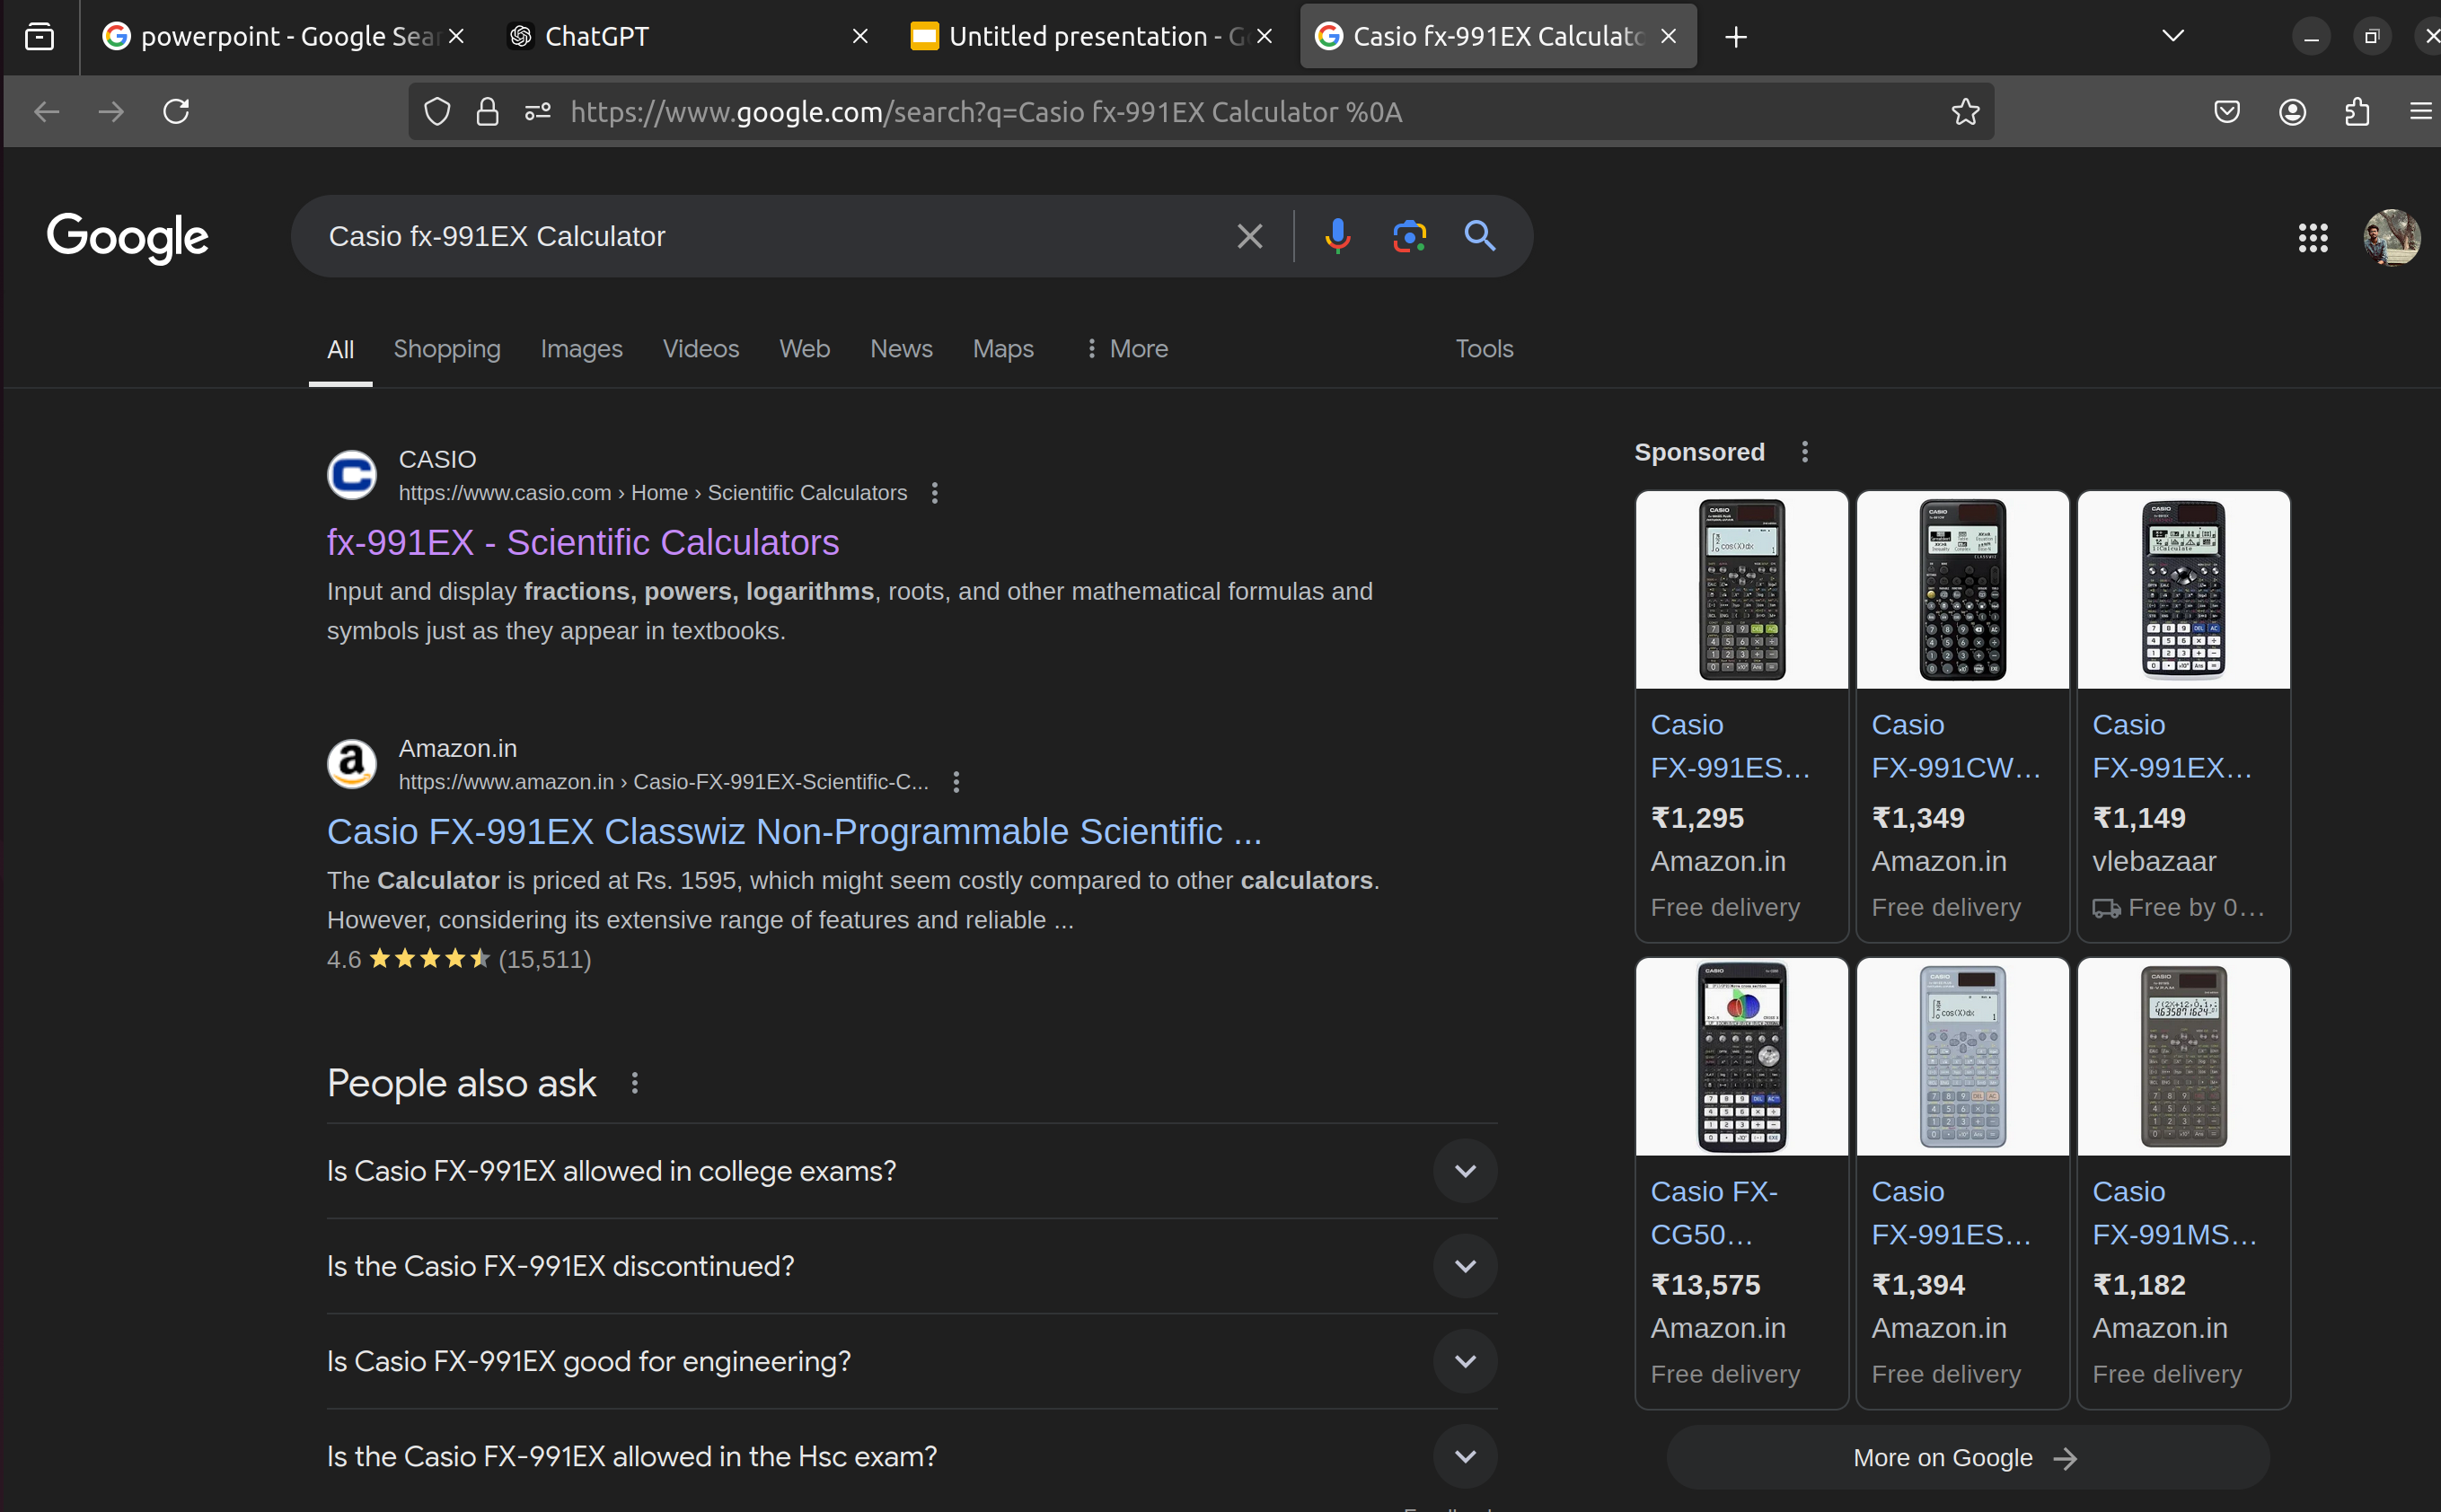 powerpoint - Google Sear
ChatGPT
Untitled presentation - G
Casio fx-991EX Calculato
https://www.google.com/search?q=Casio fx-991EX Calculator %0A
Google
Casio fx-991EX Calculator
All
Shopping
Images
Videos
Web
News
Maps
More
Tools
CASIO
https://www.casio.com › Home › Scientific Calculators
fx-991EX - Scientific Calculators
Input and display fractions, powers, logarithms, roots, and other mathematical formulas and
symbols just as they appear in textbooks.
Amazon.in
https://www.amazon.in › Casio-FX-991EX-Scientific-C...
Casio FX-991EX Classwiz Non-Programmable Scientific ...
The Calculator is priced at Rs. 1595, which might seem costly compared to other calculators.
However, considering its extensive range of features and reliable ...
4.6 (15,511)
People also ask
Is Casio FX-991EX allowed in college exams?
Is the Casio FX-991EX discontinued?
Is Casio FX-991EX good for engineering?
Is the Casio FX-991EX allowed in the Hsc exam?
Sponsored
Casio
FX-991ES...
₹1,295
Amazon.in
Free delivery
Casio
FX-991CW...
₹1,349
Amazon.in
Free delivery
Casio
FX-991EX...
₹1,149
vlebazaar
Free by 0...
Casio FX-
CG50...
₹13,575
Amazon.in
Free delivery
Casio
FX-991ES...
₹1,394
Amazon.in
Free delivery
Casio
FX-991MS...
₹1,182
Amazon.in
Free delivery
More on Google